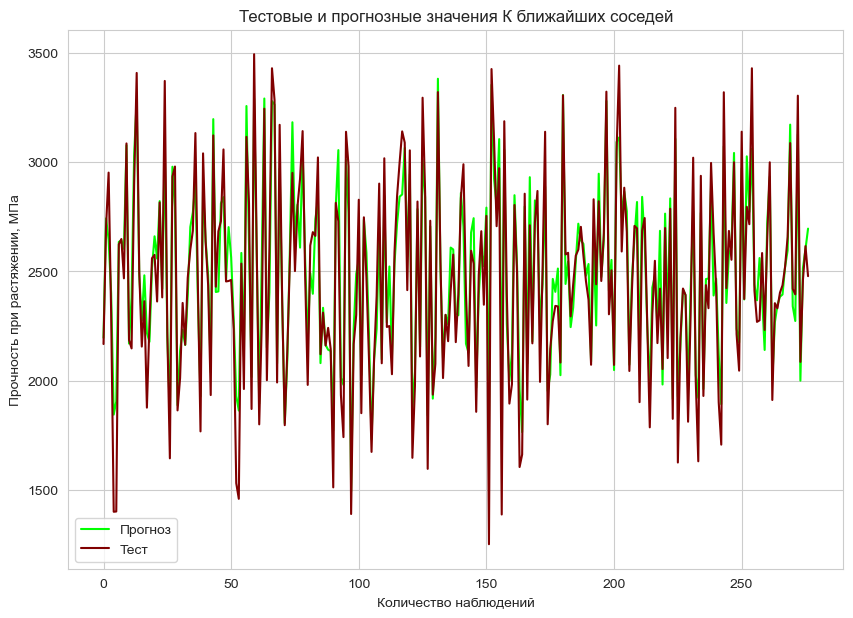 Тестовые и прогнозные значения К ближайших соседей
Прочность при растяжении, МПа
3500
3000
2500
2000
1500
Прогноз
Тест
0
50
100
150
200
250
Количество наблюдений